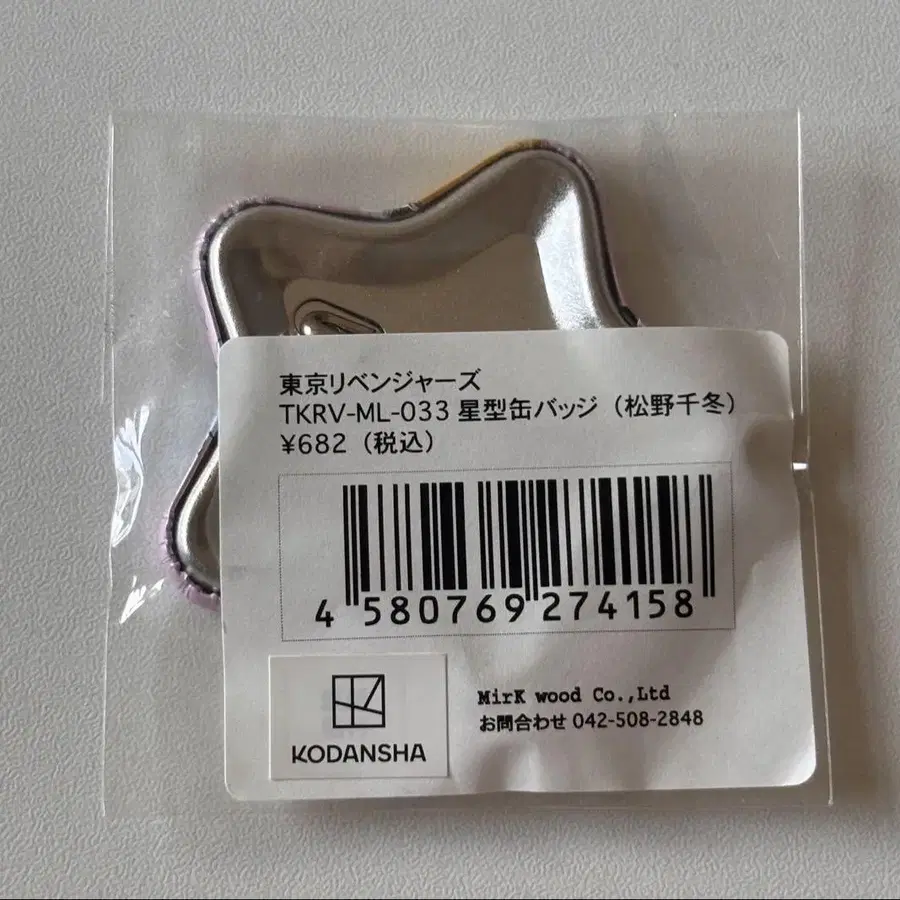 東京リベンジャーズ
TKRV-ML-033 星型缶バッジ（松野千冬）
¥682（税込）
4 580769 274158
KODANSHA
MirK wood Co.,Ltd
お問合わせ 042-508-2848